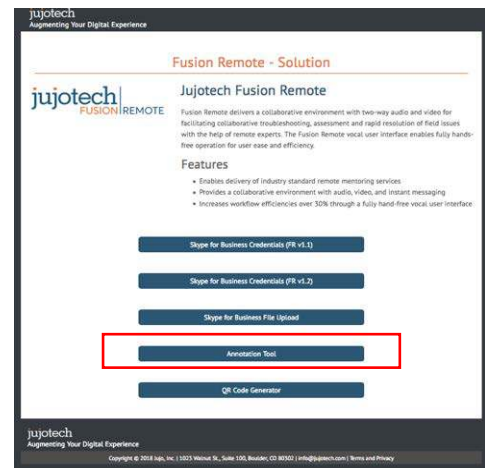 jujotech
Augmenting Your Digital Experience
Fusion Remote - Solution
jujotech
FUSION REMOTE
Jujotech Fusion Remote
Fusion Remote delivers a collaborative environment with two-way audio and video for
facilitating collaborative troubleshooting, assessment and rapid resolution of field issues
with the help of remote experts. The Fusion Remote vocal user interface enables fully hands-
free operation for user ease and efficiency.
Features
• Enables delivery of industry standard remote mentoring services
• Provides a collaborative environment with audio, video, and instant messaging
• Increases workflow efficiencies over 30% through a fully hand-free vocal user interface
Skype for Business Credentials (FR v1.1)
Skype for Business Credentials (FR v1.2)
Skype for Business File Upload
Annotation Tool
QR Code Generator
jujotech
Augmenting Your Digital Experience
Copyright © 2018 Jujo, Inc. | 1023 Walnut St., Suite 100, Boulder, CO 80302 | info@jujotech.com | Terms and Privacy